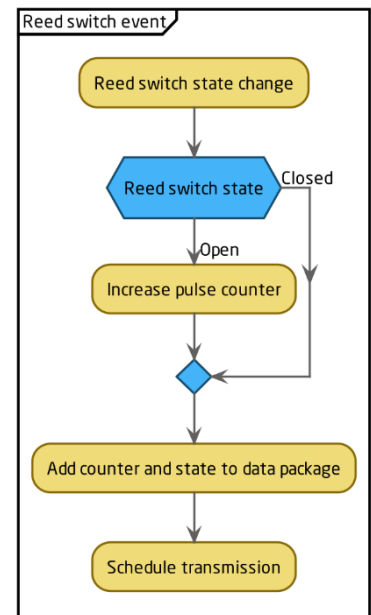 Reed switch event
Reed switch state change
Reed switch state
Closed
Open
Increase pulse counter
Add counter and state to data package
Schedule transmission